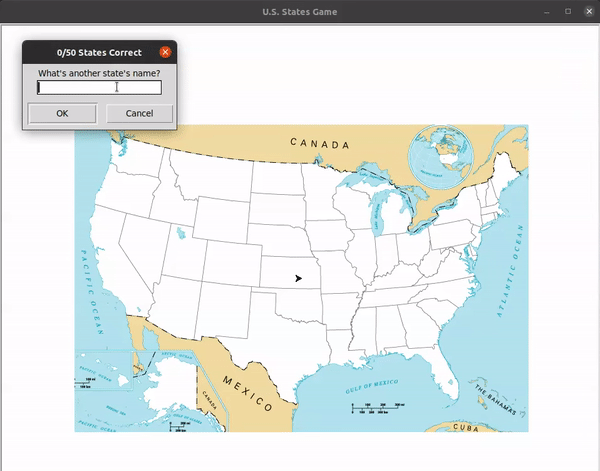 U.S. States Game
0/50 States Correct
What's another state's name?
OK
Cancel
CANADA
PACIFIC OCEAN
ATLANTIC OCEAN
MEXICO
GULF OF MEXICO
THE BAHAMAS
CUBA
CANADA